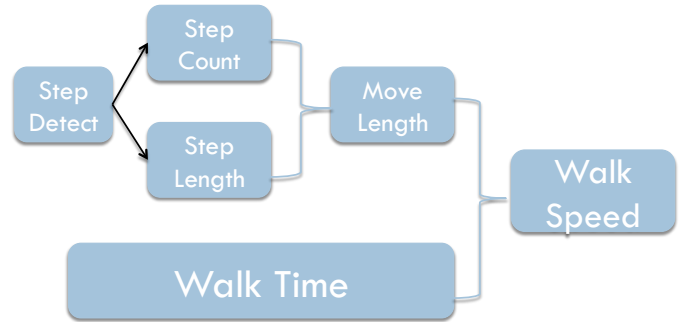 Step
Count
Step
Detect
Move
Length
Step
Length
Walk
Speed
Walk Time